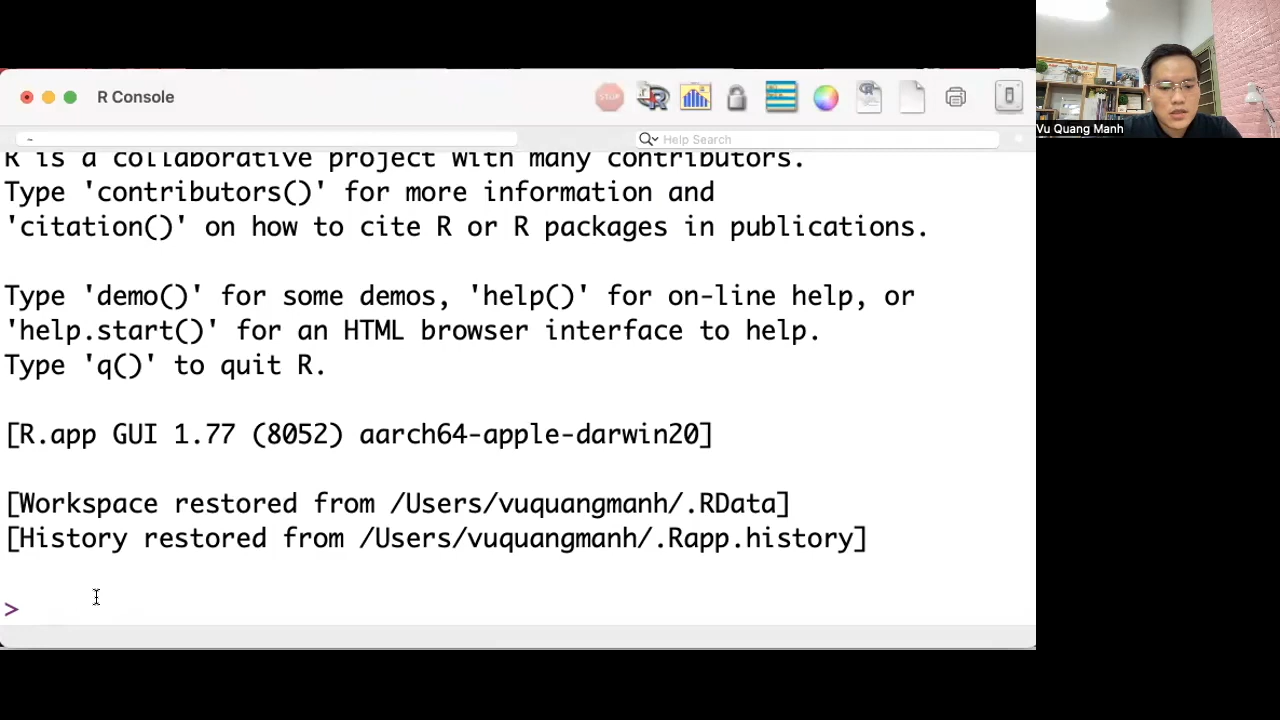 R Console
STOP
~
Help Search
R is a collaborative project with many contributors.
Type 'contributors()' for more information and
'citation()' on how to cite R or R packages in publications.
Type 'demo()' for some demos, 'help()' for on-line help, or
'help.start()' for an HTML browser interface to help.
Type 'q()' to quit R.
[R.app GUI 1.77 (8052) aarch64-apple-darwin20]
[Workspace restored from /Users/vuquangmanh/.RData]
[History restored from /Users/vuquangmanh/.Rapp.history]
>
Vu Quang Manh